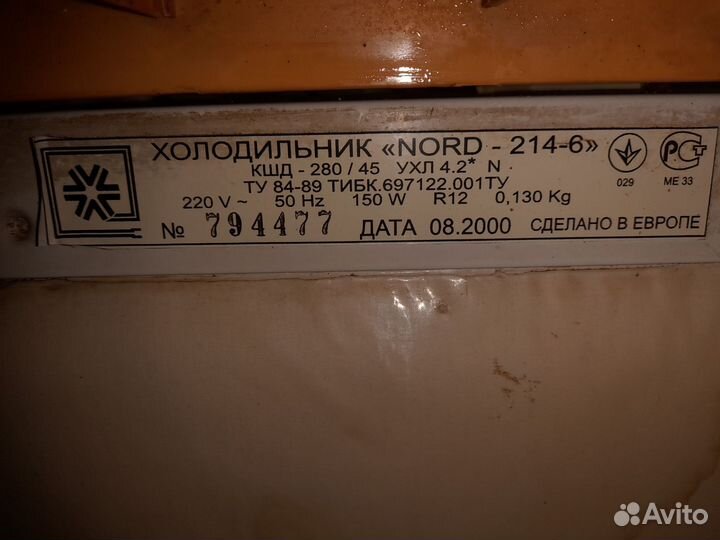 ХОЛОДИЛЬНИК «NORD - 214-6»
КШД - 280 / 45 УХЛ 4.2* N
ТУ 84-89 ТИБК.697122.001ТУ
220 V ~ 50 Hz 150 W R12 0,130 Kg
№ 794477 ДАТА 08.2000 СДЕЛАНО В ЕВРОПЕ
029
РСТ
МЕ 33
Avito